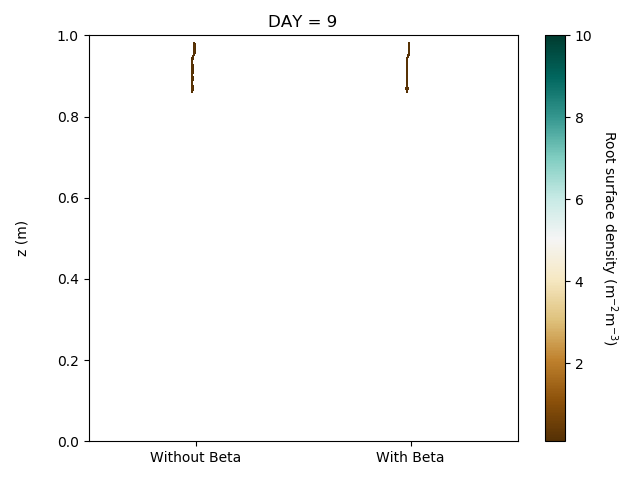 DAY = 9
1.0
0.8
0.6
0.4
0.2
0.0
z (m)
Without Beta
With Beta
10
8
6
4
2
Root surface density (m⁻²m⁻³)